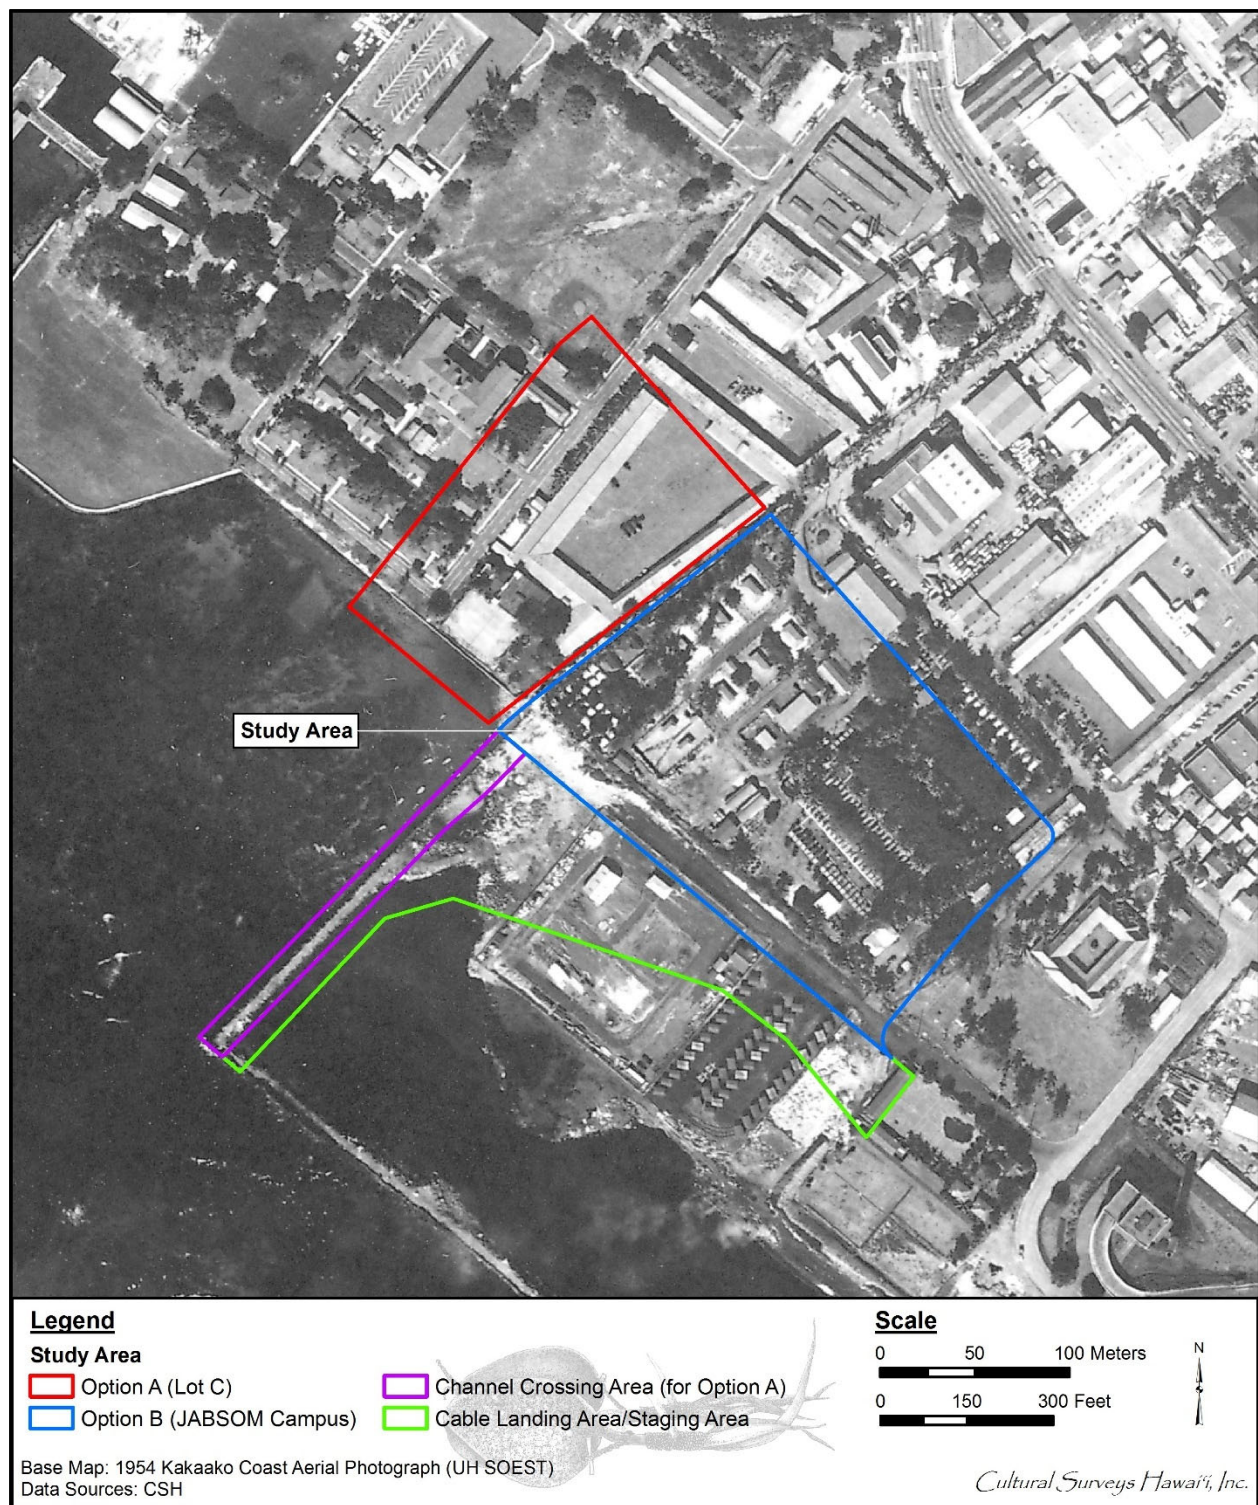 Study Area
Legend
Study Area
Option A (Lot C)
Option B (JABSOM Campus)
Channel Crossing Area (for Option A)
Cable Landing Area/Staging Area
Base Map: 1954 Kakaako Coast Aerial Photograph (UH SOEST)
Data Sources: CSH
Scale
0 50 100 Meters
0 150 300 Feet
N
Cultural Surveys Hawaiʻi, Inc.